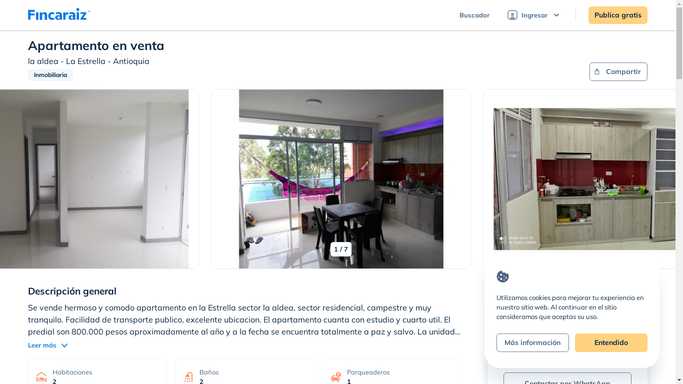 Fincaraiz
Buscador
Ingresar
Publica gratis
Apartamento en venta
la aldea - La Estrella - Antioquia
Inmobiliaria
Compartir
1 / 7
Descripción general
Se vende hermoso y comodo apartamento en la Estrella sector la aldea, sector residencial, campestre y muy
tranquilo. Facilidad de transporte publico, excelente ubicacion. El apartamento cuenta con estudio y cuarto util. El
predial son 800.000 pesos aproximadamente al año y a la fecha se encuentra totalmente a paz y salvo. La unidad...
Leer más
Habitaciones
2
Baños
2
Parqueaderos
1
Utilizamos cookies para mejorar tu experiencia en
nuestro sitio web. Al continuar en el sitio
consideramos que aceptas su uso.
Más información
Entendido
Contactar por WhatsApp